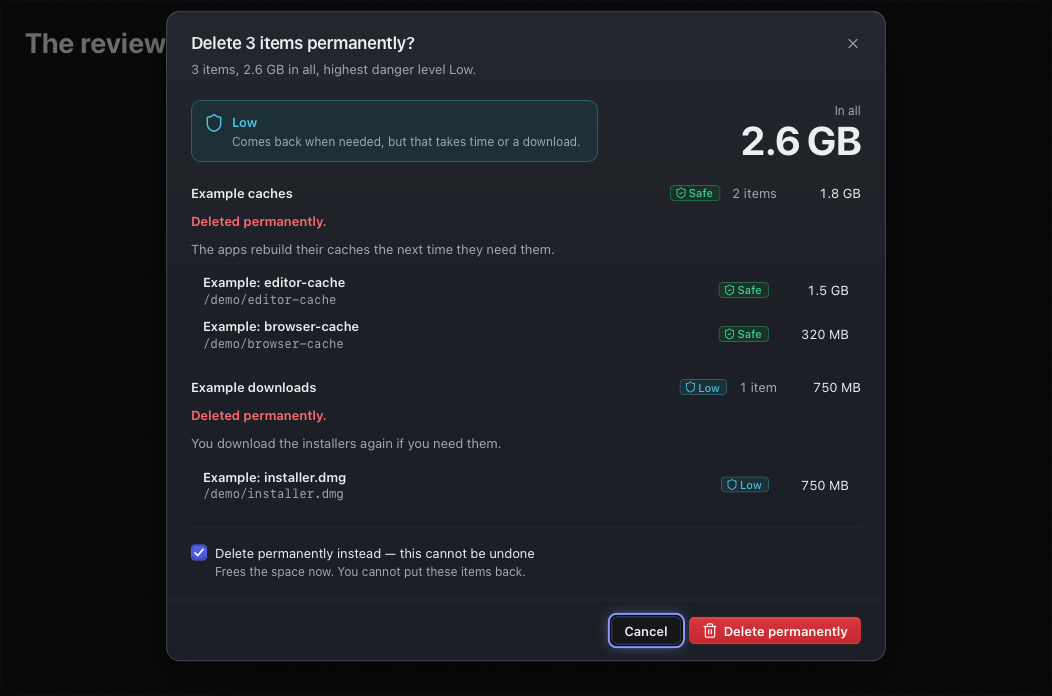 The review
Delete 3 items permanently?
3 items, 2.6 GB in all, highest danger level Low.
Low
Comes back when needed, but that takes time or a download.
In all
2.6 GB
Example caches Safe 2 items 1.8 GB
Deleted permanently.
The apps rebuild their caches the next time they need them.
Example: editor-cache Safe 1.5 GB
/demo/editor-cache
Example: browser-cache Safe 320 MB
/demo/browser-cache
Example downloads Low 1 item 750 MB
Deleted permanently.
You download the installers again if you need them.
Example: installer.dmg Low 750 MB
/demo/installer.dmg
Delete permanently instead — this cannot be undone
Frees the space now. You cannot put these items back.
Cancel Delete permanently